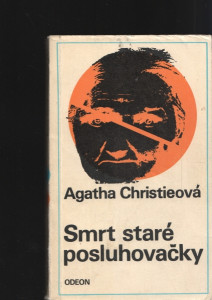 Agatha Christieová
Smrt staré
posluhovačky
ODEON